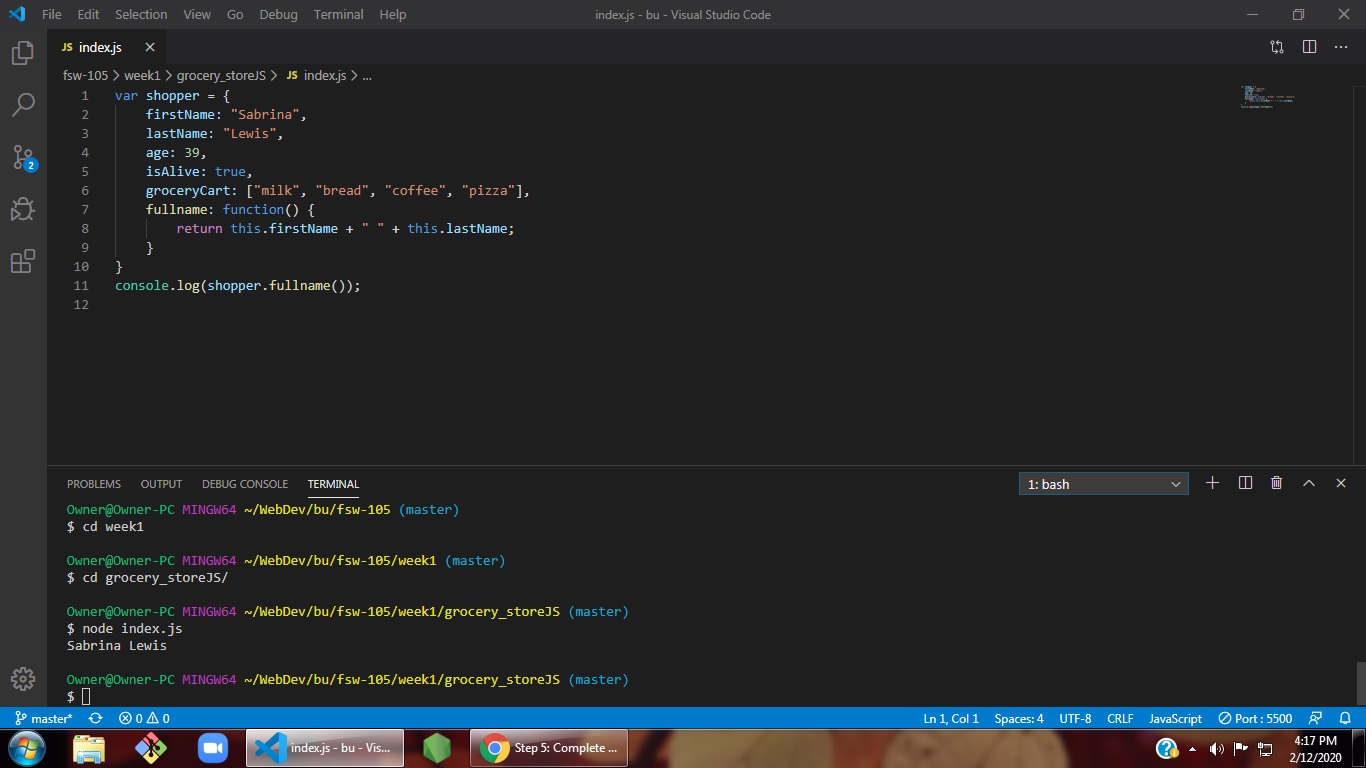 File Edit Selection View Go Debug Terminal Help index.js - bu - Visual Studio Code
JS index.js
fsw-105 > week1 > grocery_storeJS > JS index.js > ...
1 var shopper = {
2 firstName: "Sabrina",
3 lastName: "Lewis",
4 age: 39,
5 isAlive: true,
6 groceryCart: ["milk", "bread", "coffee", "pizza"],
7 fullname: function() {
8 return this.firstName + " " + this.lastName;
9 }
10 }
11 console.log(shopper.fullname());
12
2
PROBLEMS OUTPUT DEBUG CONSOLE TERMINAL 1: bash
Owner@Owner-PC MINGW64 ~/WebDev/bu/fsw-105 (master)
$ cd week1
Owner@Owner-PC MINGW64 ~/WebDev/bu/fsw-105/week1 (master)
$ cd grocery_storeJS/
Owner@Owner-PC MINGW64 ~/WebDev/bu/fsw-105/week1/grocery_storeJS (master)
$ node index.js
Sabrina Lewis
Owner@Owner-PC MINGW64 ~/WebDev/bu/fsw-105/week1/grocery_storeJS (master)
$
master* 0 0 Ln 1, Col 1 Spaces: 4 UTF-8 CRLF JavaScript Port : 5500
index.js - bu - Vis... Step 5: Complete ... 4:17 PM
2/12/2020